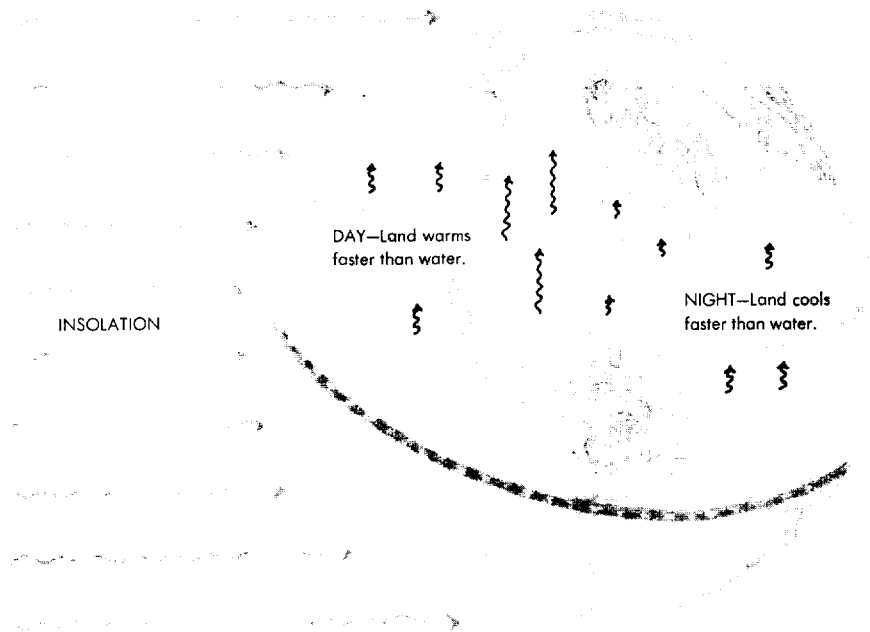 DAY—Land warms
faster than water.
INSOLATION
NIGHT—Land cools
faster than water.